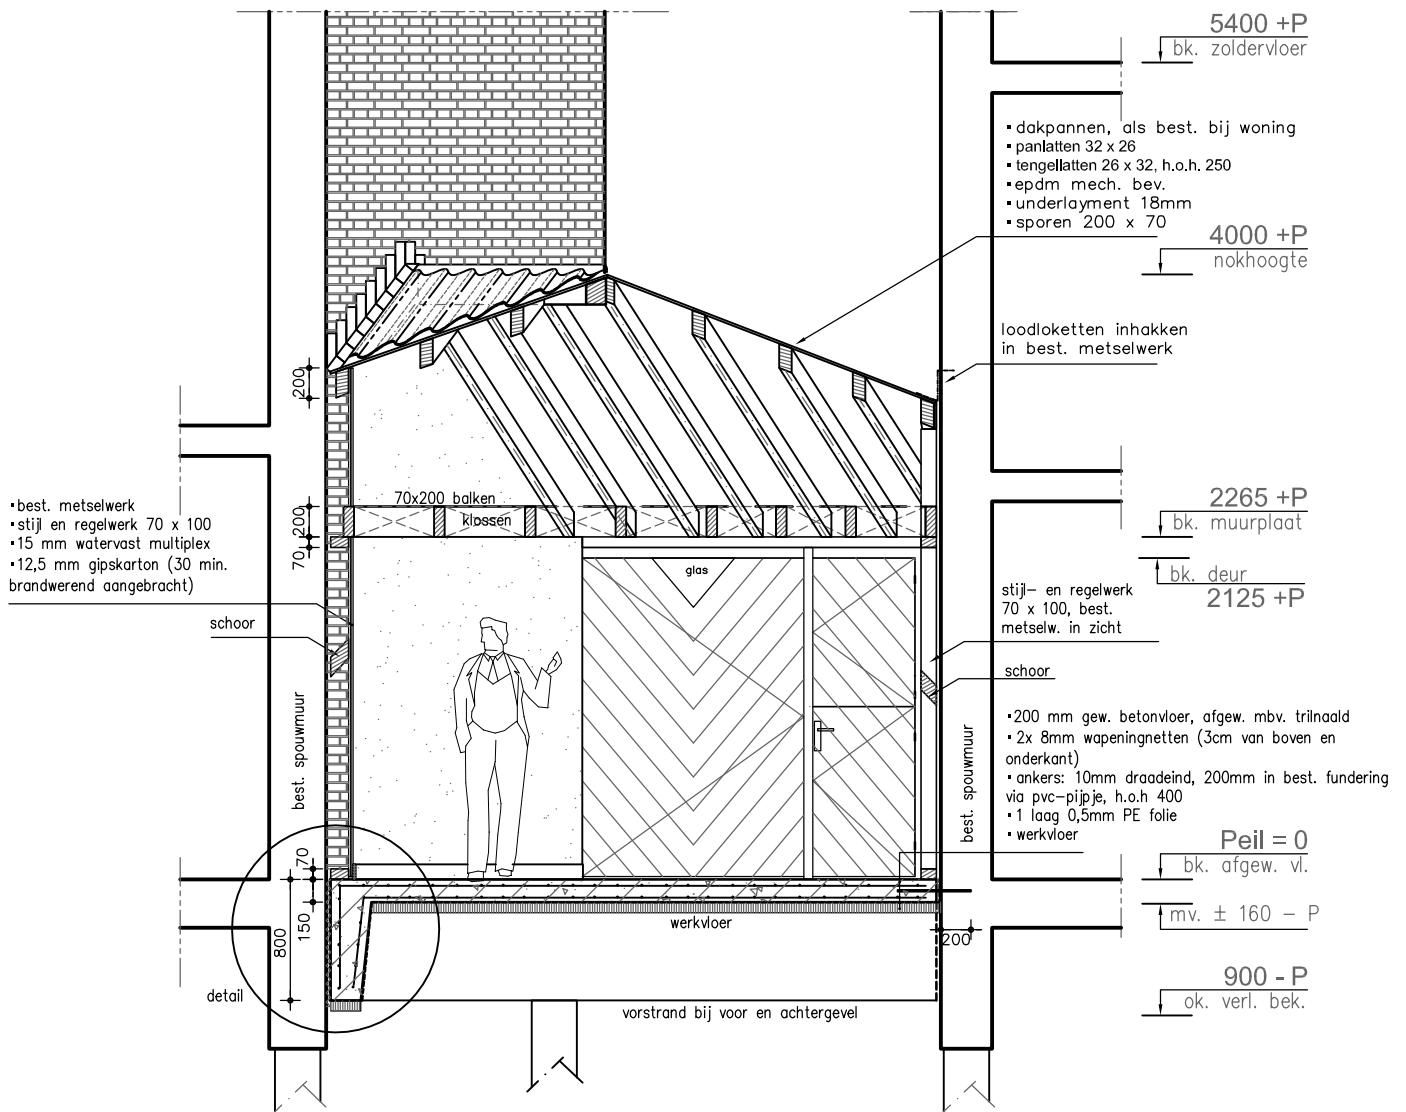 5400 +P
bk. zoldervloer
▪ dakpannen, als best. bij woning
▪ panlatten 32 x 26
▪ tengellatten 26 x 32, h.o.h. 250
▪ epdm mech. bev.
▪ underlayment 18mm
▪ sporen 200 x 70
4000 +P
nokhoogte
loodloketten inhakken
in best. metselwerk
200
70x200 balken
klossen
200
70
▪ best. metselwerk
▪ stijl en regelwerk 70 x 100
▪ 15 mm watervast multiplex
▪ 12,5 mm gipskarton (30 min.
brandwerend aangebracht)
schoor
2265 +P
bk. muurplaat
bk. deur
2125 +P
glas
stijl- en regelwerk
70 x 100, best.
metselw. in zicht
schoor
best. spouwmuur
best. spouwmuur
▪ 200 mm gew. betonvloer, afgew. mbv. trilnaald
▪ 2x 8mm wapeningnetten (3cm van boven en
onderkant)
▪ ankers: 10mm draadeind, 200mm in best. fundering
via pvc-pijpje, h.o.h 400
▪ 1 laag 0,5mm PE folie
▪ werkvloer
Peil = 0
bk. afgew. vl.
mv. ± 160 - P
70
150
800
werkvloer
200
detail
vorstrand bij voor en achtergevel
900 - P
ok. verl. bek.